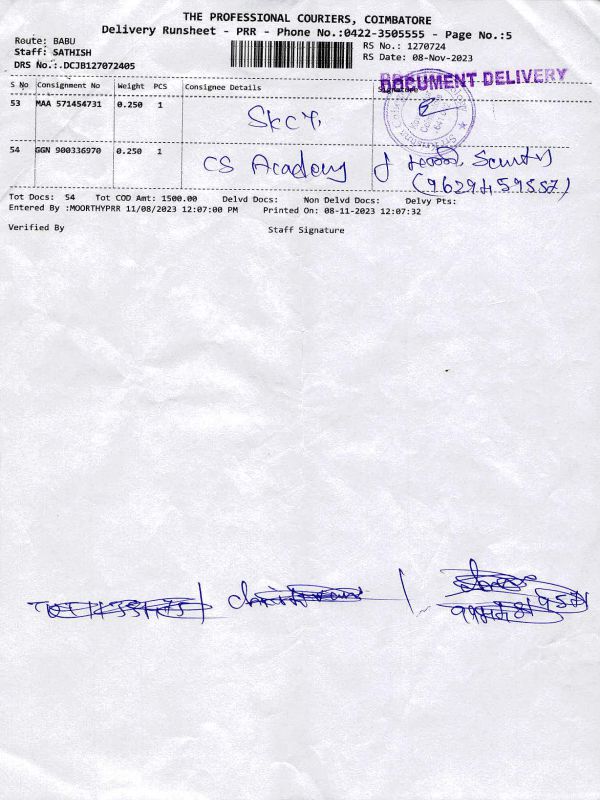 THE PROFESSIONAL COURIERS, COIMBATORE
Delivery Runsheet - PRR - Phone No.:0422-3505555 - Page No.:5
Route: BABU
Staff: SATHISH
DRS No.:.DCJB127072405
RS No.: 1270724
RS Date: 08-Nov-2023
DOCUMENT DELIVERY
S No Consignment No Weight PCS Consignee Details Signature
53 MAA 571454731 0.250 1
54 GGN 900336970 0.250 1 CS Academy
Tot Docs: 54 Tot COD Amt: 1500.00 Delvd Docs: Non Delvd Docs: Delvy Pts:
Entered By :MOORTHYPRR 11/08/2023 12:07:00 PM Printed On: 08-11-2023 12:07:32
Verified By Staff Signature